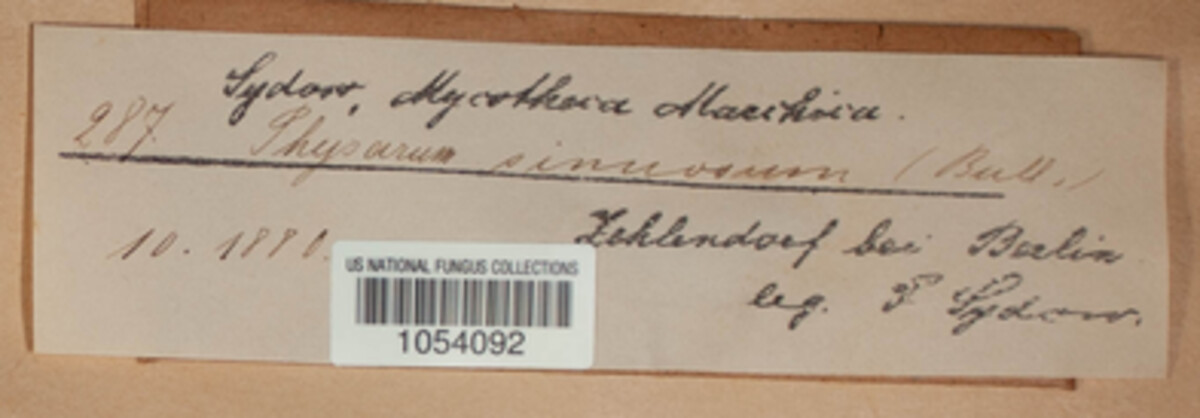 Sydow, Mycotheca Marchica.
287. Physarum sinuosum (Bull.)
10. 1880.
Zehlendorf bei Berlin
leg. P Sydow.
US NATIONAL FUNGUS COLLECTIONS
1054092